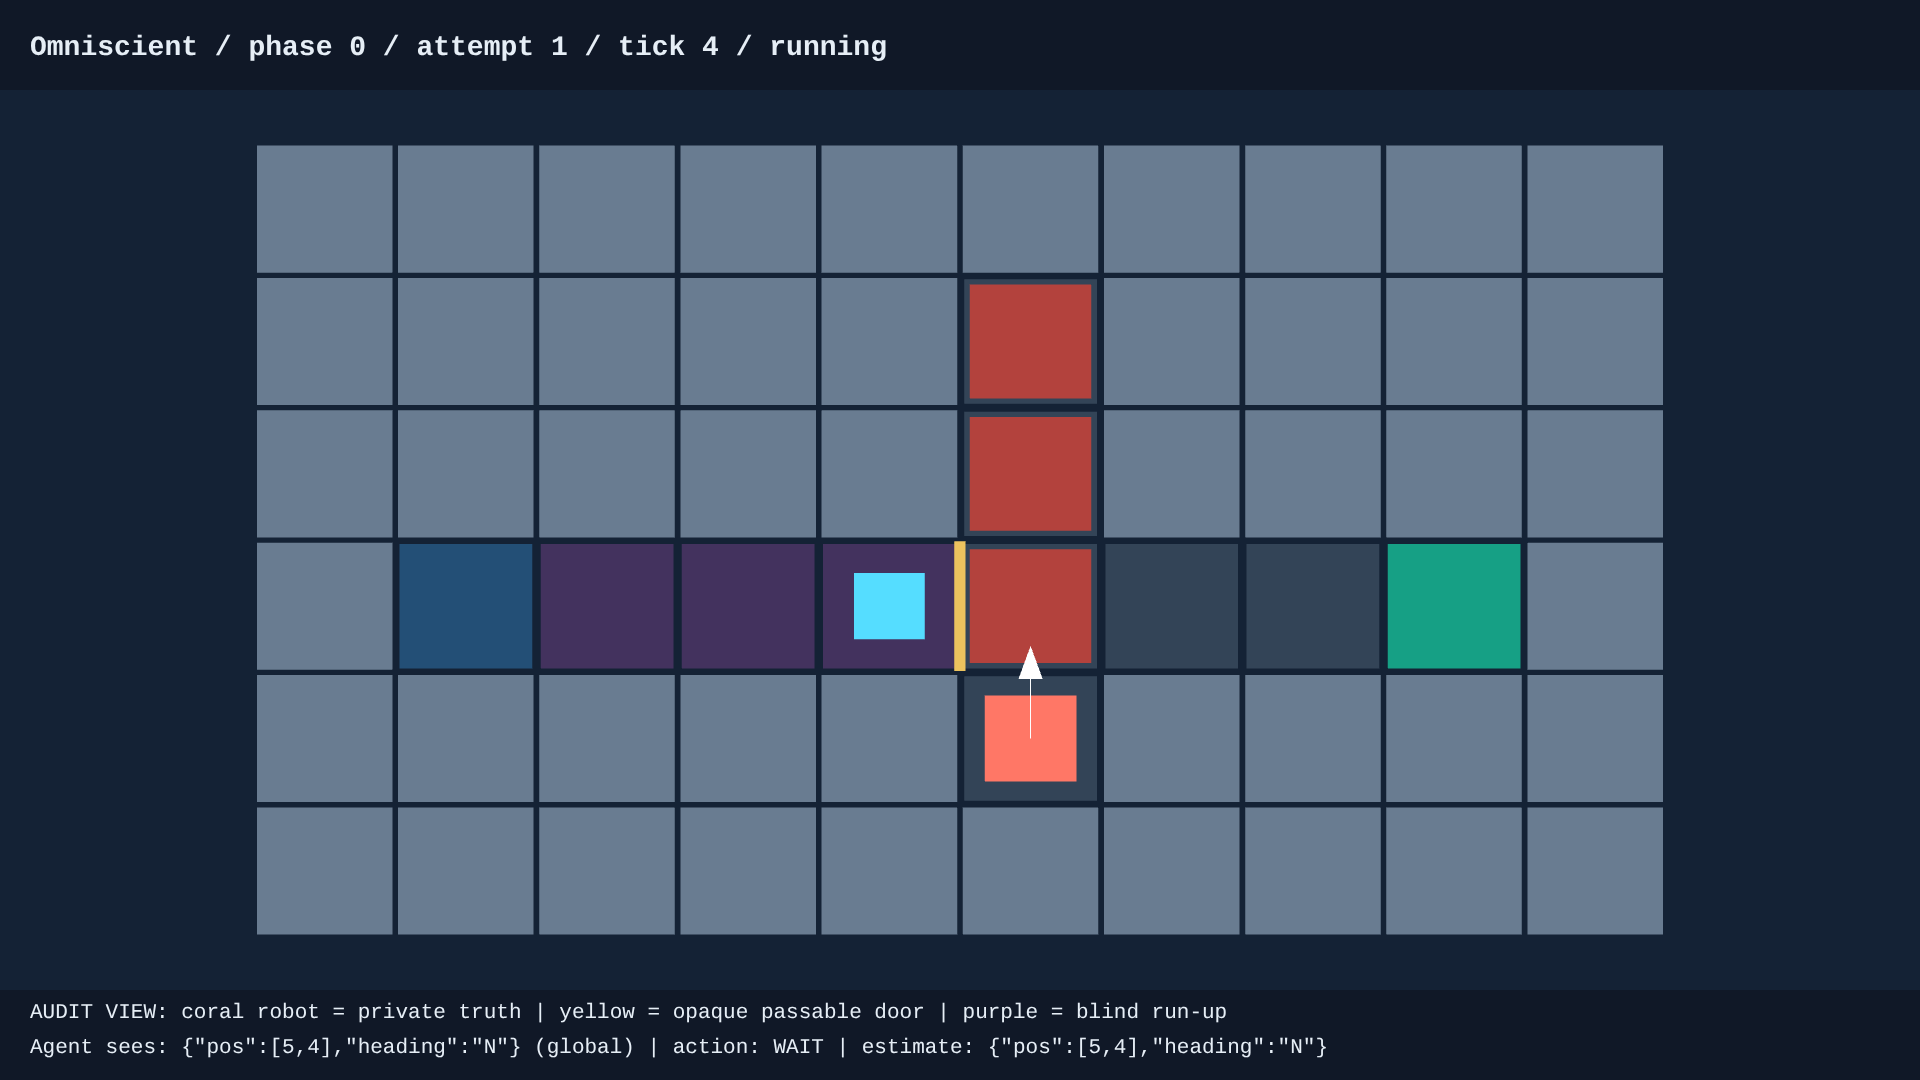 Omniscient / phase 0 / attempt 1 / tick 4 / running
AUDIT VIEW: coral robot = private truth | yellow = opaque passable door | purple = blind run-up
Agent sees: {"pos":[5,4],"heading":"N"} (global) | action: WAIT | estimate: {"pos":[5,4],"heading":"N"}